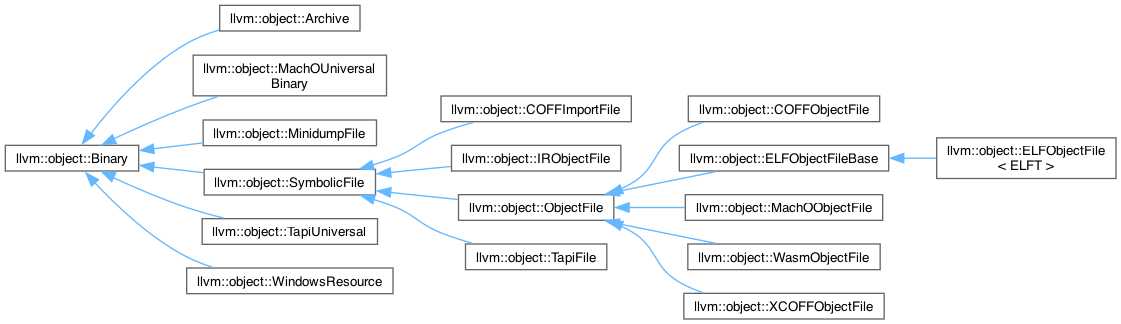 llvm::object::Archive
llvm::object::MachOUniversal
Binary
llvm::object::MinidumpFile
llvm::object::Binary
llvm::object::SymbolicFile
llvm::object::TapiUniversal
llvm::object::WindowsResource
llvm::object::COFFImportFile
llvm::object::IRObjectFile
llvm::object::ObjectFile
llvm::object::TapiFile
llvm::object::COFFObjectFile
llvm::object::ELFObjectFileBase
llvm::object::MachOObjectFile
llvm::object::WasmObjectFile
llvm::object::XCOFFObjectFile
llvm::object::ELFObjectFile
< ELFT >